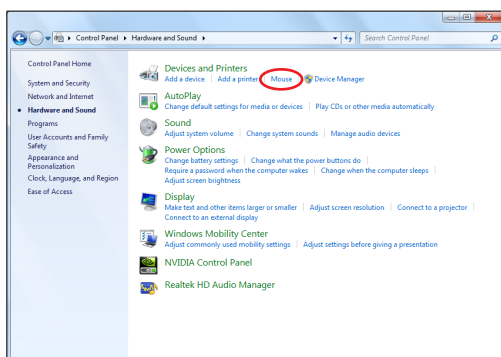 Control Panel ▸ Hardware and Sound ▸
Search Control Panel
Control Panel Home
System and Security
Network and Internet
Hardware and Sound
Programs
User Accounts and Family
Safety
Appearance and
Personalization
Clock, Language, and Region
Ease of Access
Devices and Printers
Add a device | Add a printer | Mouse | Device Manager
AutoPlay
Change default settings for media or devices | Play CDs or other media automatically
Sound
Adjust system volume | Change system sounds | Manage audio devices
Power Options
Change battery settings | Change what the power buttons do |
Require a password when the computer wakes | Change when the computer sleeps |
Adjust screen brightness
Display
Make text and other items larger or smaller | Adjust screen resolution | Connect to a projector |
Connect to an external display
Windows Mobility Center
Adjust commonly used mobility settings | Adjust settings before giving a presentation
NVIDIA Control Panel
Realtek HD Audio Manager